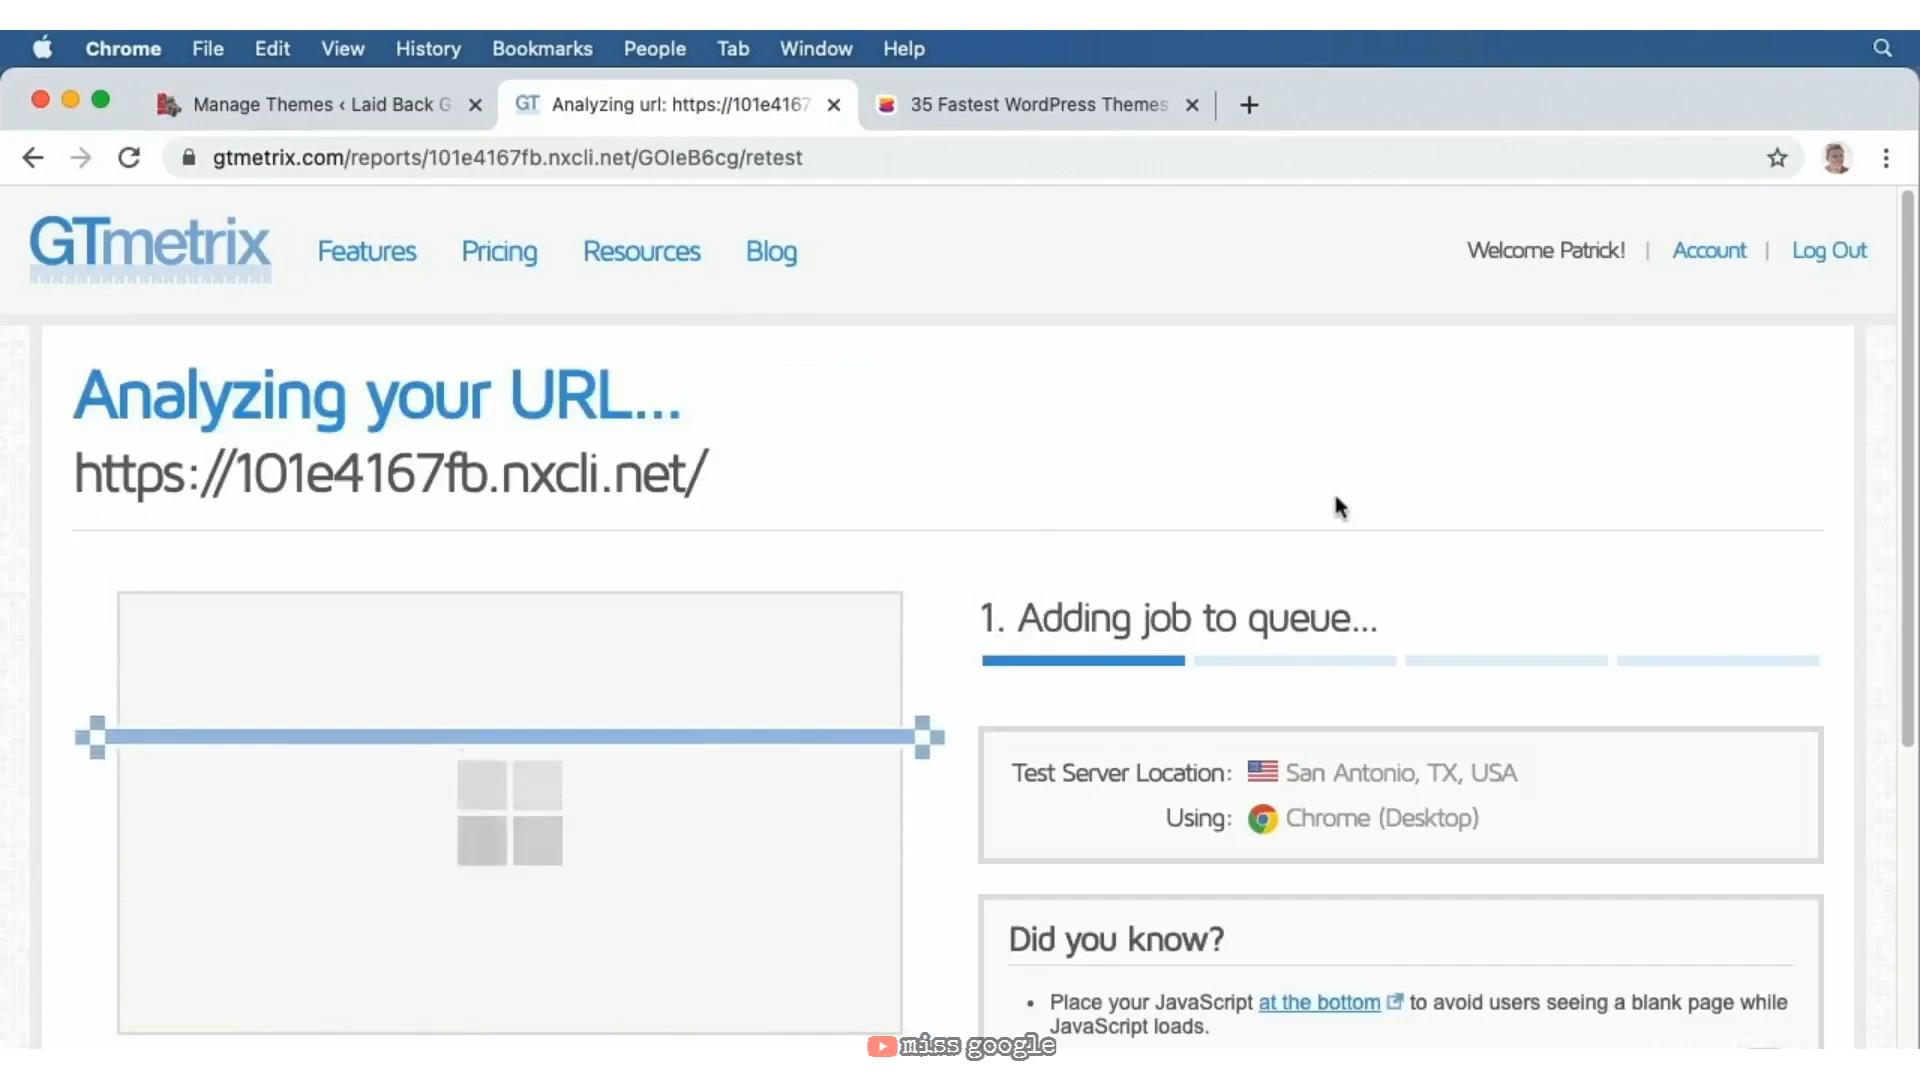 Chrome File Edit View History Bookmarks People Tab Window Help
Manage Themes ‹ Laid Back G
GT Analyzing url: https://101e4167
35 Fastest WordPress Themes
gtmetrix.com/reports/101e4167fb.nxcli.net/GOIeB6cg/retest
GTmetrix
Features Pricing Resources Blog
Welcome Patrick! | Account | Log Out
Analyzing your URL...
https://101e4167fb.nxcli.net/
1. Adding job to queue...
Test Server Location: San Antonio, TX, USA
Using: Chrome (Desktop)
Did you know?
• Place your JavaScript at the bottom to avoid users seeing a blank page while
JavaScript loads.
miss google